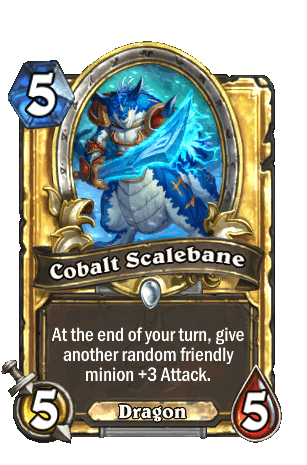 5
Cobalt Scalebane
At the end of your turn, give
another random friendly
minion +3 Attack.
5
Dragon
5